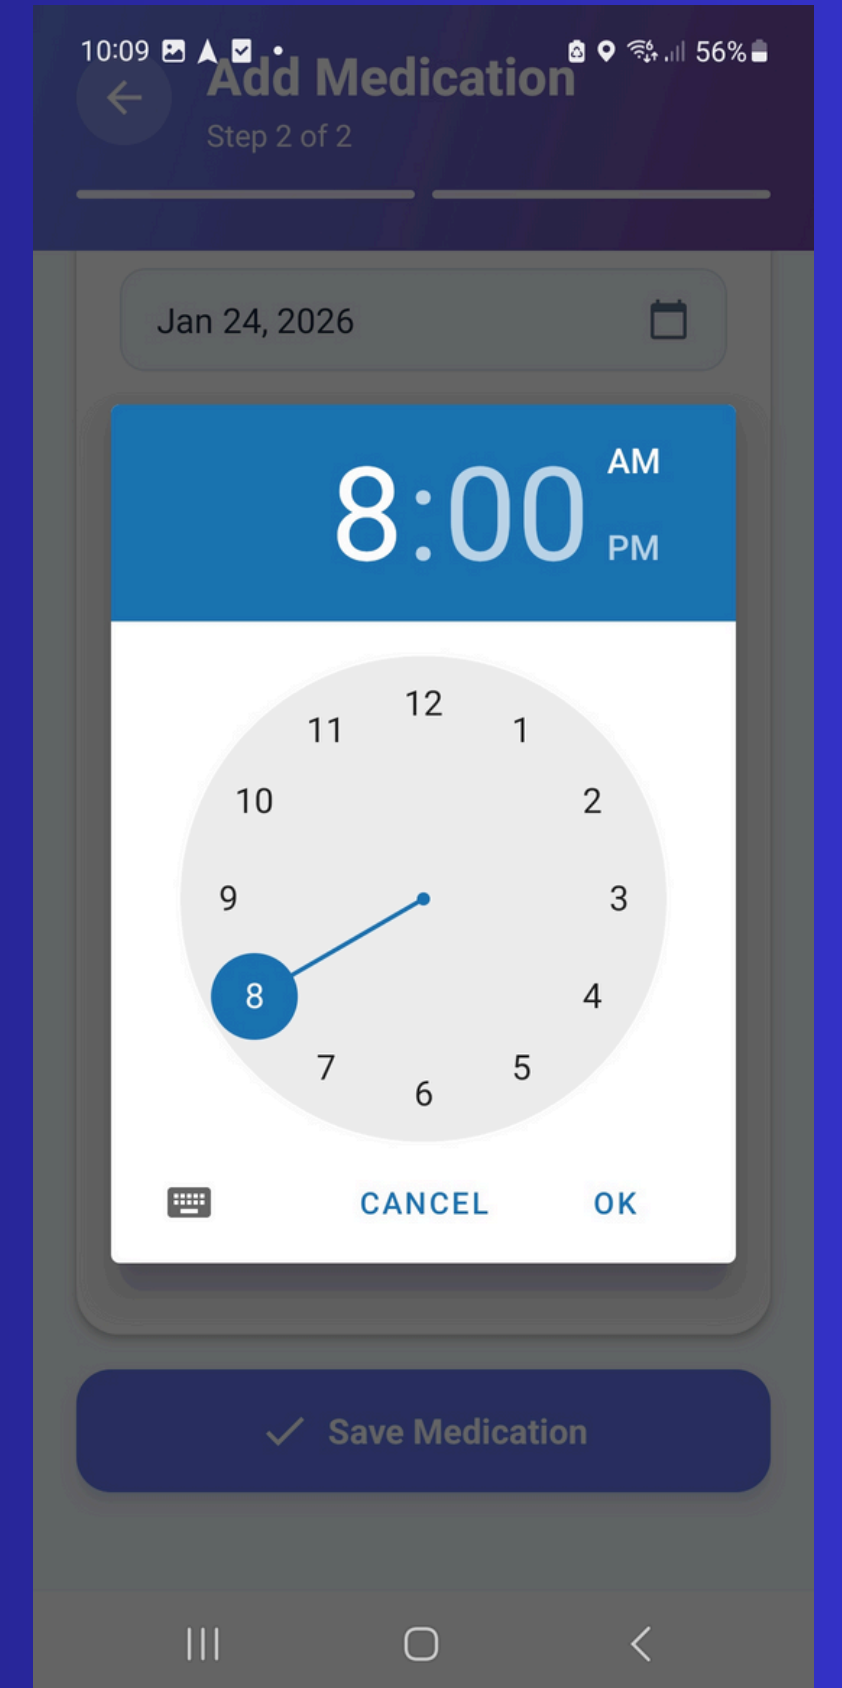 10:09 56%
Add Medication
Step 2 of 2
Jan 24, 2026
8:00 AM
PM
12
11 1
10 2
9 3
8 4
7 5
6
CANCEL OK
Save Medication